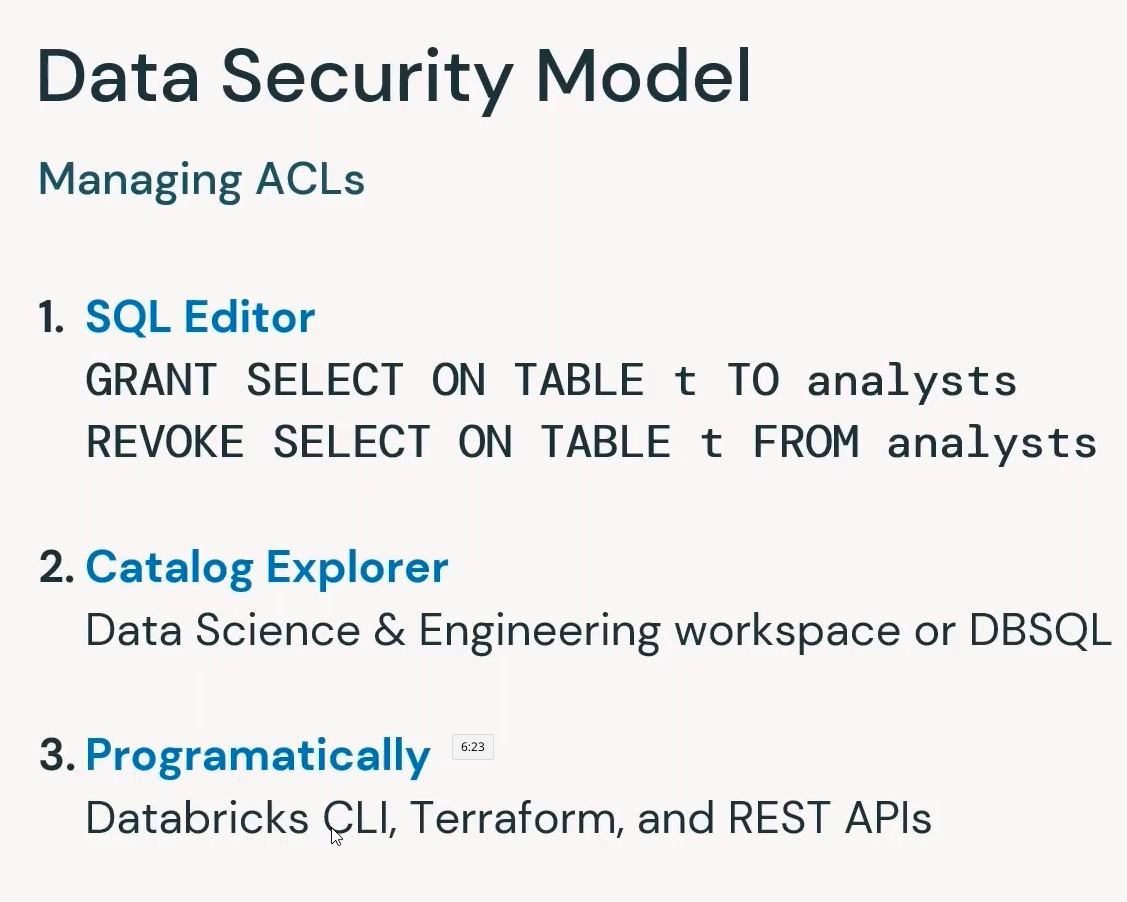 Data Security Model
Managing ACLs
1. SQL Editor
GRANT SELECT ON TABLE t TO analysts
REVOKE SELECT ON TABLE t FROM analysts
2. Catalog Explorer
Data Science & Engineering workspace or DBSQL
3. Programatically
6:23
Databricks CLI, Terraform, and REST APIs